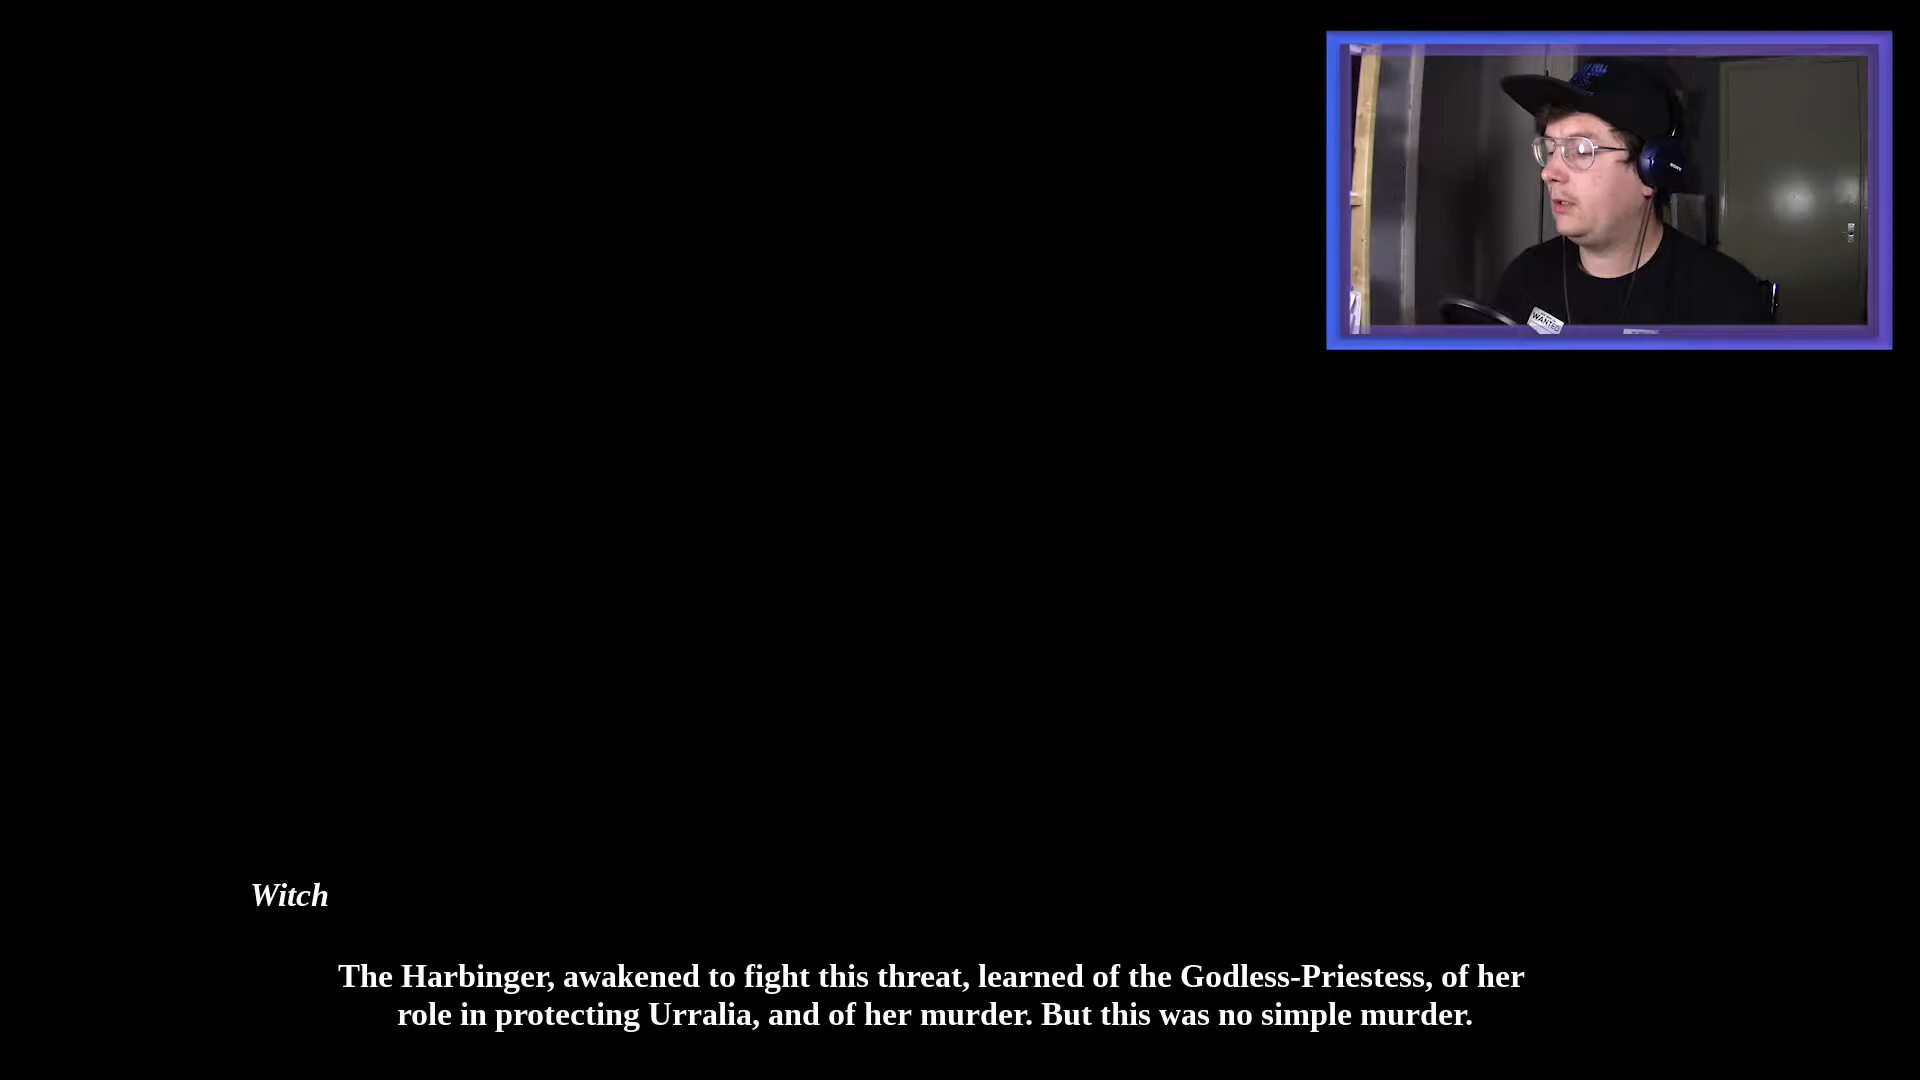 WANTED
SONY
Witch
The Harbinger, awakened to fight this threat, learned of the Godless-Priestess, of her
role in protecting Urralia, and of her murder. But this was no simple murder.